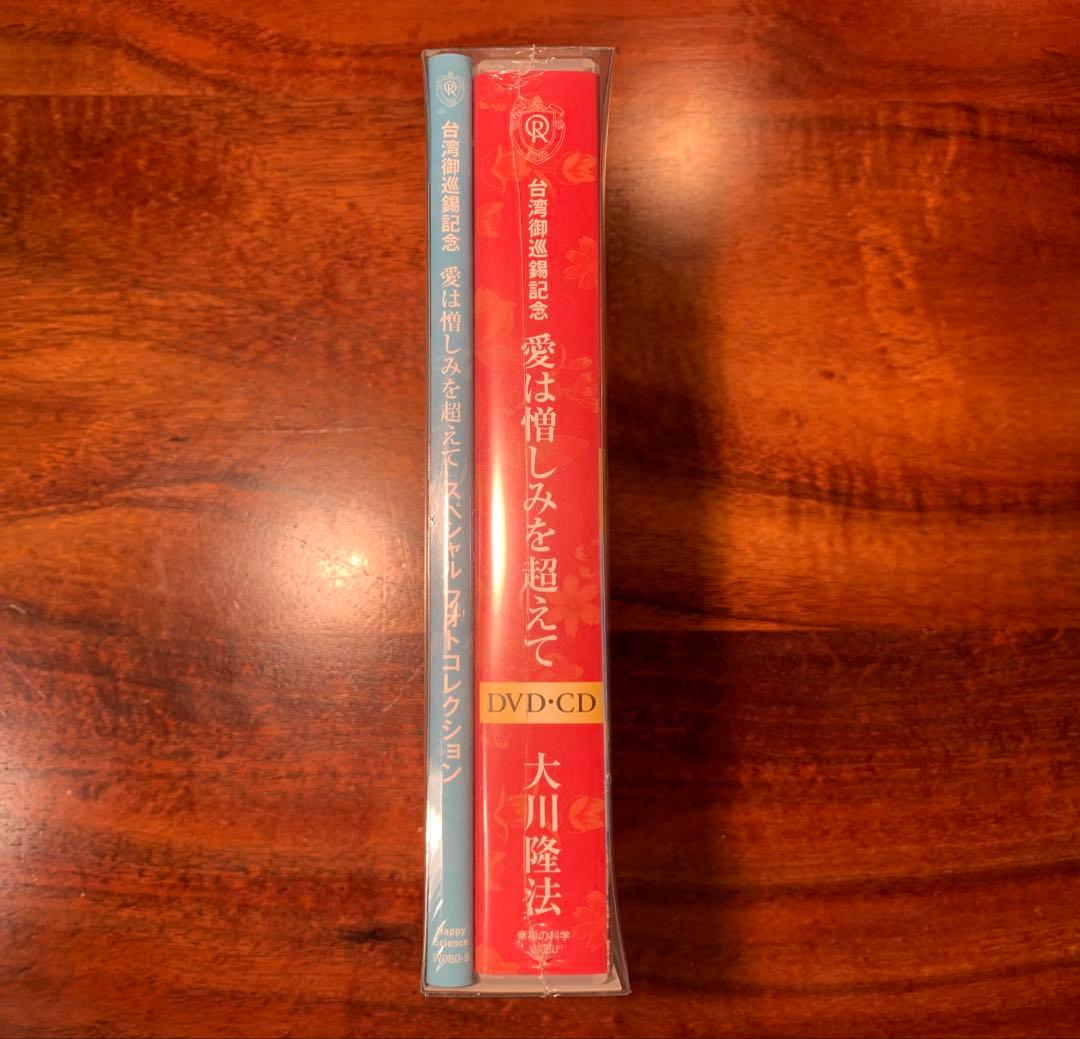 台湾御巡錫記念 愛は憎しみを超えて スペシャル フォトコレクション
Happy
Science
W080-5
R
台湾御巡錫記念 愛は憎しみを超えて
DVD・CD
大川隆法
幸福の科学